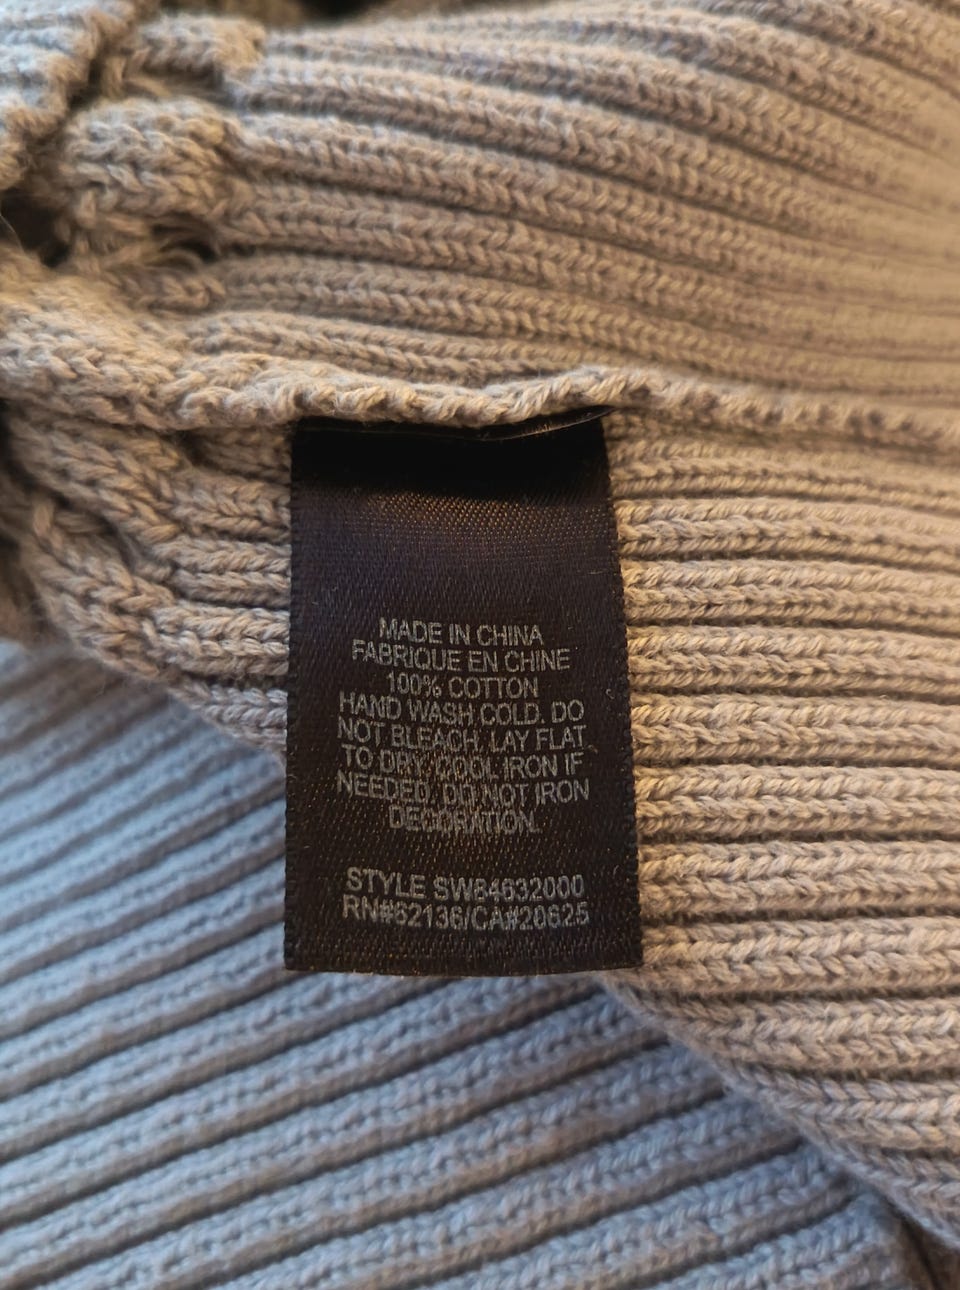 MADE IN CHINA
FABRIQUE EN CHINE
100% COTTON
HAND WASH COLD. DO
NOT BLEACH. LAY FLAT
TO DRY. COOL IRON IF
NEEDED. DO NOT IRON
DECORATION.
STYLE SW84632000
RN#62136/CA#20625